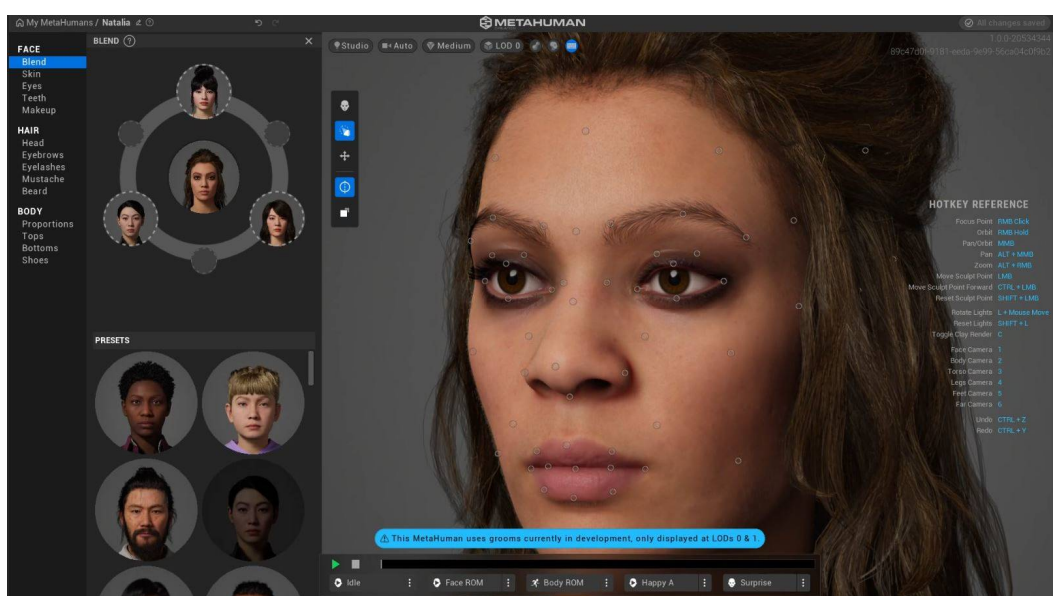 My MetaHumans / Natalia
METAHUMAN
All changes saved
FACE
Blend
Skin
Eyes
Teeth
Makeup
HAIR
Head
Eyebrows
Eyelashes
Mustache
Beard
BODY
Proportions
Tops
Bottoms
Shoes
BLEND
PRESETS
Studio
Auto
Medium
LOD 0
1.0.0-20534344
HOTKEY REFERENCE
Focus Point RMB Click
Orbit RMB Hold
Pan/Orbit MMB
Pan ALT + MMB
Zoom ALT + RMB
Move Sculpt Point LMB
Move Sculpt Point Forward CTRL + LMB
Reset Sculpt Point SHIFT + LMB
Rotate Lights L + Mouse Move
Reset Lights SHIFT + L
Toggle Clay Render C
Face Camera 1
Body Camera 2
Torso Camera 3
Legs Camera 4
Feet Camera 5
Far Camera 6
Undo CTRL + Z
Redo CTRL + Y
This MetaHuman uses grooms currently in development, only displayed at LODs 0 & 1.
Idle
Face ROM
Body ROM
Happy A
Surprise